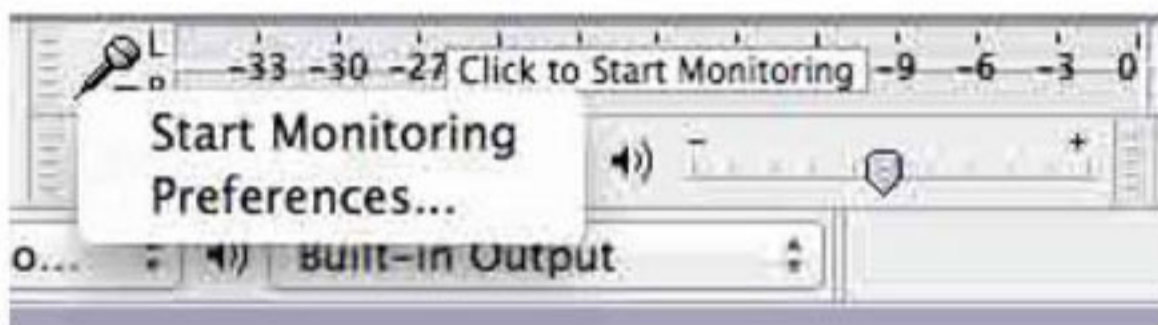 L
-33 -30 -27 Click to Start Monitoring -9 -6 -3 0
Start Monitoring
Preferences...
- +
o... Built-in Output